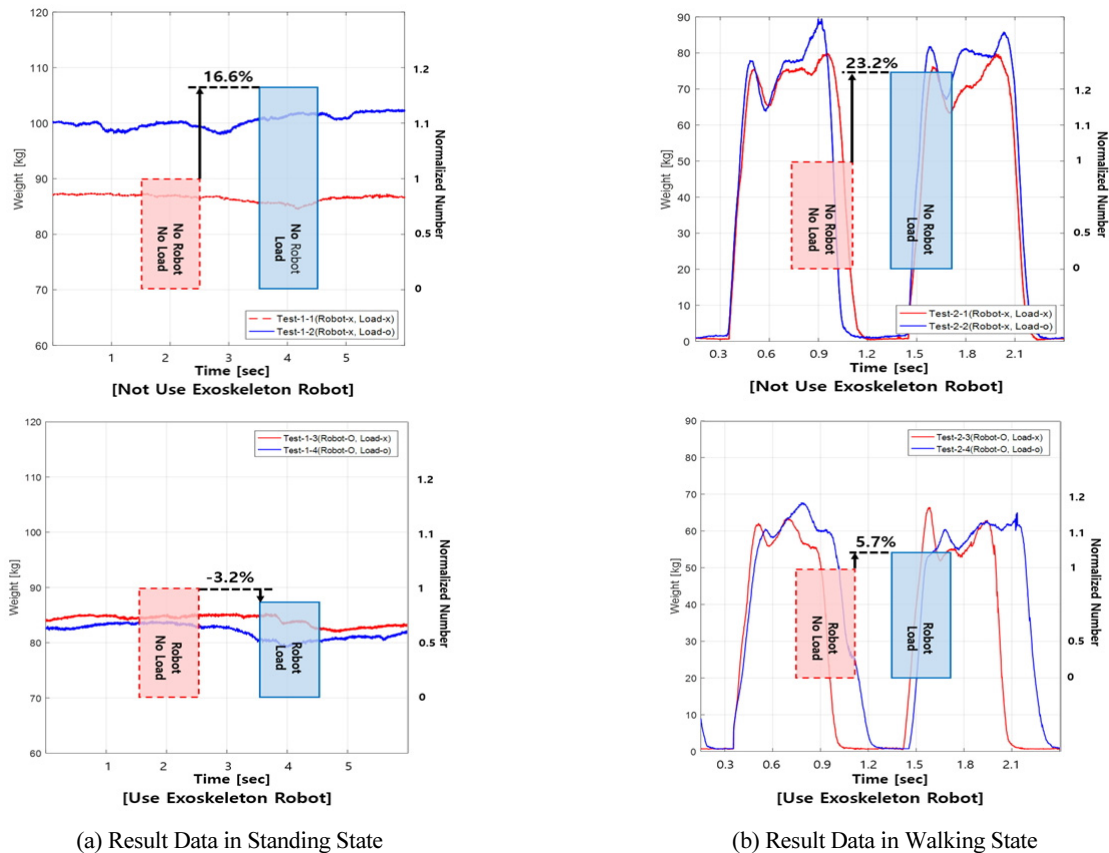 120
110
100
90
80
70
60
Weight [kg]
16.6%
No Robot
No Load
No Robot
Load
1.2
1.1
1
0.5
0
Normalized Number
Test-1-1(Robot-x, Load-x)
Test-1-2(Robot-x, Load-o)
1
2
3
4
5
Time [sec]
[Not Use Exoskeleton Robot]
90
80
70
60
50
40
30
20
10
0
Weight [kg]
23.2%
No Robot
No Load
No Robot
Load
1.2
1.1
1
0.5
0
Normalized Number
Test-2-1(Robot-x, Load-x)
Test-2-2(Robot-x, Load-o)
0.3
0.6
0.9
1.2
1.5
1.8
2.1
Time [sec]
[Not Use Exoskeleton Robot]
120
110
100
90
80
70
60
Weight [kg]
Test-1-3(Robot-O, Load-x)
Test-1-4(Robot-O, Load-o)
-3.2%
Robot
No Load
Robot
Load
1.2
1.1
1
0.5
0
Normalized Number
1
2
3
4
5
Time [sec]
[Use Exoskeleton Robot]
90
80
70
60
50
40
30
20
10
0
Weight [kg]
Test-2-3(Robot-O, Load-x)
Test-2-4(Robot-O, Load-o)
5.7%
Robot
No Load
Robot
Load
1.2
1.1
1
0.5
0
Normalized Number
0.3
0.6
0.9
1.2
1.5
1.8
2.1
Time [sec]
[Use Exoskeleton Robot]
(a) Result Data in Standing State
(b) Result Data in Walking State